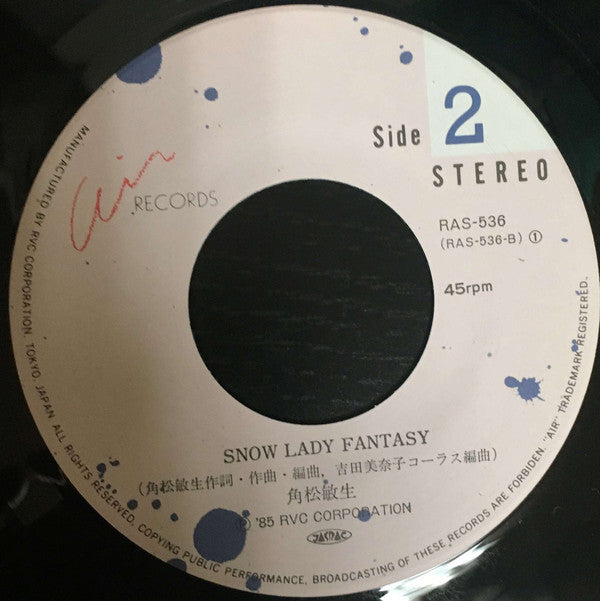 Side 2
STEREO
Air RECORDS
RAS-536
(RAS-536-B) ①
45rpm
SNOW LADY FANTASY
(角松敏生作詞・作曲・編曲, 吉田美奈子コーラス編曲)
角松敏生
Ⓟ '85 RVC CORPORATION
JASRAC
MANUFACTURED BY RVC CORPORATION, TOKYO, JAPAN. ALL RIGHTS RESERVED. COPYING PUBLIC PERFORMANCE, BROADCASTING OF THESE RECORDS ARE FORBIDDEN. "AIR" TRADEMARK REGISTERED.